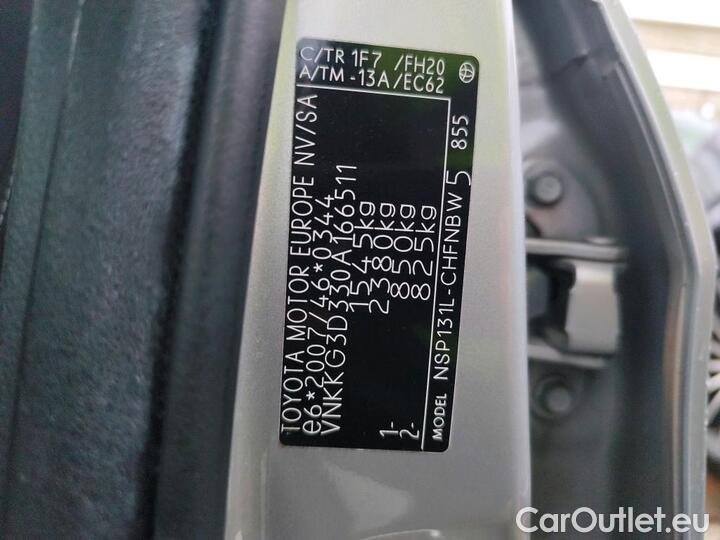 TOYOTA MOTOR EUROPE NV/SA
e6*2007/46*0344
VNKKG3D330A166511
1545kg
2380kg
1- 850kg
2- 825kg
MODEL NSP131L-CHFNBW 5 855
C/TR 1F7 /FH20
A/TM -13A/EC62
CarOutlet.eu